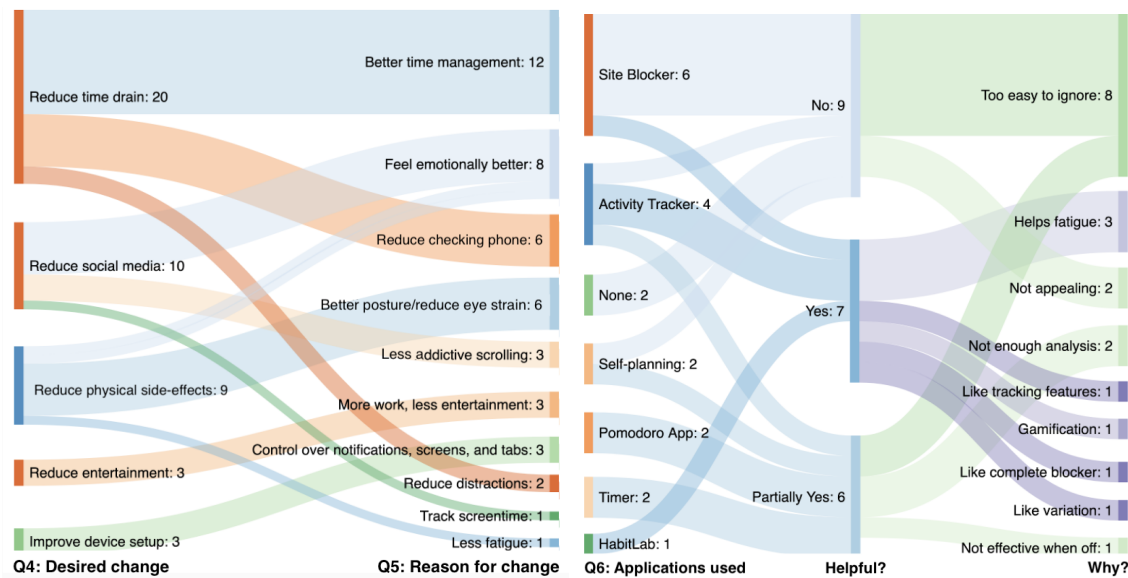 Better time management: 12
Reduce time drain: 20
Feel emotionally better: 8
Reduce checking phone: 6
Reduce social media: 10
Better posture/reduce eye strain: 6
Less addictive scrolling: 3
Reduce physical side-effects: 9
More work, less entertainment: 3
Control over notifications, screens, and tabs: 3
Reduce entertainment: 3
Reduce distractions: 2
Track screentime: 1
Improve device setup: 3
Less fatigue: 1
Q4: Desired change
Q5: Reason for change
Site Blocker: 6
No: 9
Too easy to ignore: 8
Activity Tracker: 4
Helps fatigue: 3
None: 2
Not appealing: 2
Yes: 7
Not enough analysis: 2
Self-planning: 2
Like tracking features: 1
Pomodoro App: 2
Gamification: 1
Like complete blocker: 1
Timer: 2
Partially Yes: 6
Like variation: 1
HabitLab: 1
Not effective when off: 1
Q6: Applications used
Helpful?
Why?